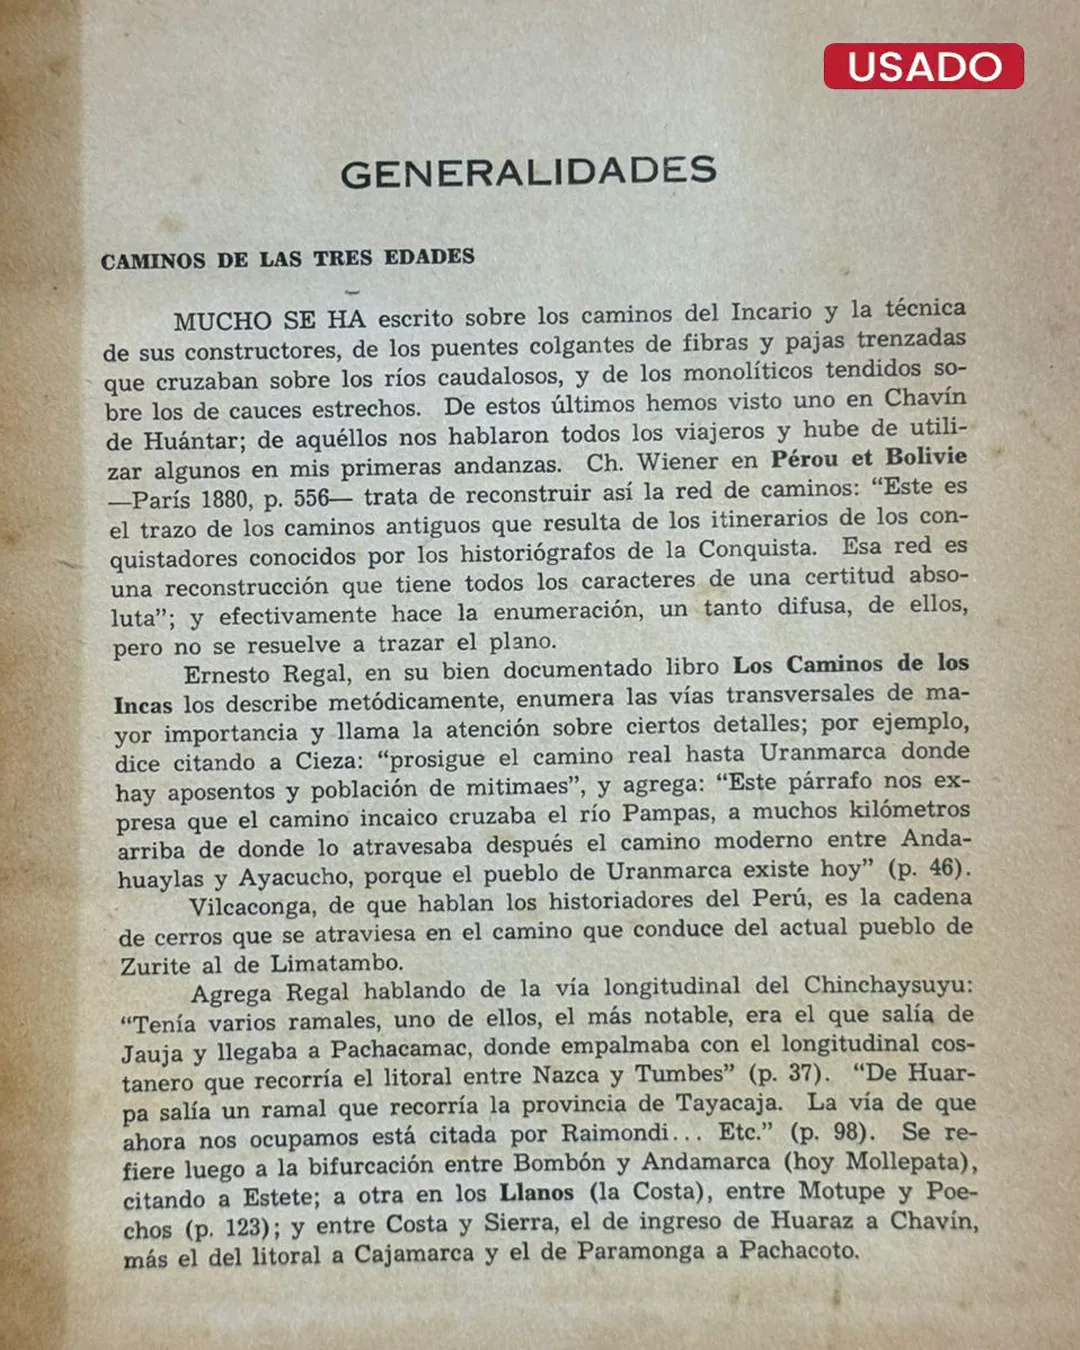 USADO
GENERALIDADES
CAMINOS DE LAS TRES EDADES
MUCHO SE HA escrito sobre los caminos del Incario y la técnica
de sus constructores, de los puentes colgantes de fibras y pajas trenzadas
que cruzaban sobre los ríos caudalosos, y de los monolíticos tendidos so-
bre los de cauces estrechos. De estos últimos hemos visto uno en Chavín
de Huántar; de aquéllos nos hablaron todos los viajeros y hube de utili-
zar algunos en mis primeras andanzas. Ch. Wiener en Pérou et Bolivie
—París 1880, p. 556— trata de reconstruir así la red de caminos: “Este es
el trazo de los caminos antiguos que resulta de los itinerarios de los con-
quistadores conocidos por los historiógrafos de la Conquista. Esa red es
una reconstrucción que tiene todos los caracteres de una certitud abso-
luta”; y efectivamente hace la enumeración, un tanto difusa, de ellos,
pero no se resuelve a trazar el plano.
Ernesto Regal, en su bien documentado libro Los Caminos de los
Incas los describe metódicamente, enumera las vías transversales de ma-
yor importancia y llama la atención sobre ciertos detalles; por ejemplo,
dice citando a Cieza: “prosigue el camino real hasta Uranmarca donde
hay aposentos y población de mitimaes”, y agrega: “Este párrafo nos ex-
presa que el camino incaico cruzaba el río Pampas, a muchos kilómetros
arriba de donde lo atravesaba después el camino moderno entre Anda-
huaylas y Ayacucho, porque el pueblo de Uranmarca existe hoy” (p. 46).
Vilcaconga, de que hablan los historiadores del Perú, es la cadena
de cerros que se atraviesa en el camino que conduce del actual pueblo de
Zurite al de Limatambo.
Agrega Regal hablando de la vía longitudinal del Chinchaysuyu:
“Tenía varios ramales, uno de ellos, el más notable, era el que salía de
Jauja y llegaba a Pachacamac, donde empalmaba con el longitudinal cos-
tanero que recorría el litoral entre Nazca y Tumbes” (p. 37). “De Huar-
pa salía un ramal que recorría la provincia de Tayacaja. La vía de que
ahora nos ocupamos está citada por Raimondi... Etc.” (p. 98). Se re-
fiere luego a la bifurcación entre Bombón y Andamarca (hoy Mollepata),
citando a Estete; a otra en los Llanos (la Costa), entre Motupe y Poe-
chos (p. 123); y entre Costa y Sierra, el de ingreso de Huaraz a Chavín,
más el del litoral a Cajamarca y el de Paramonga a Pachacoto.